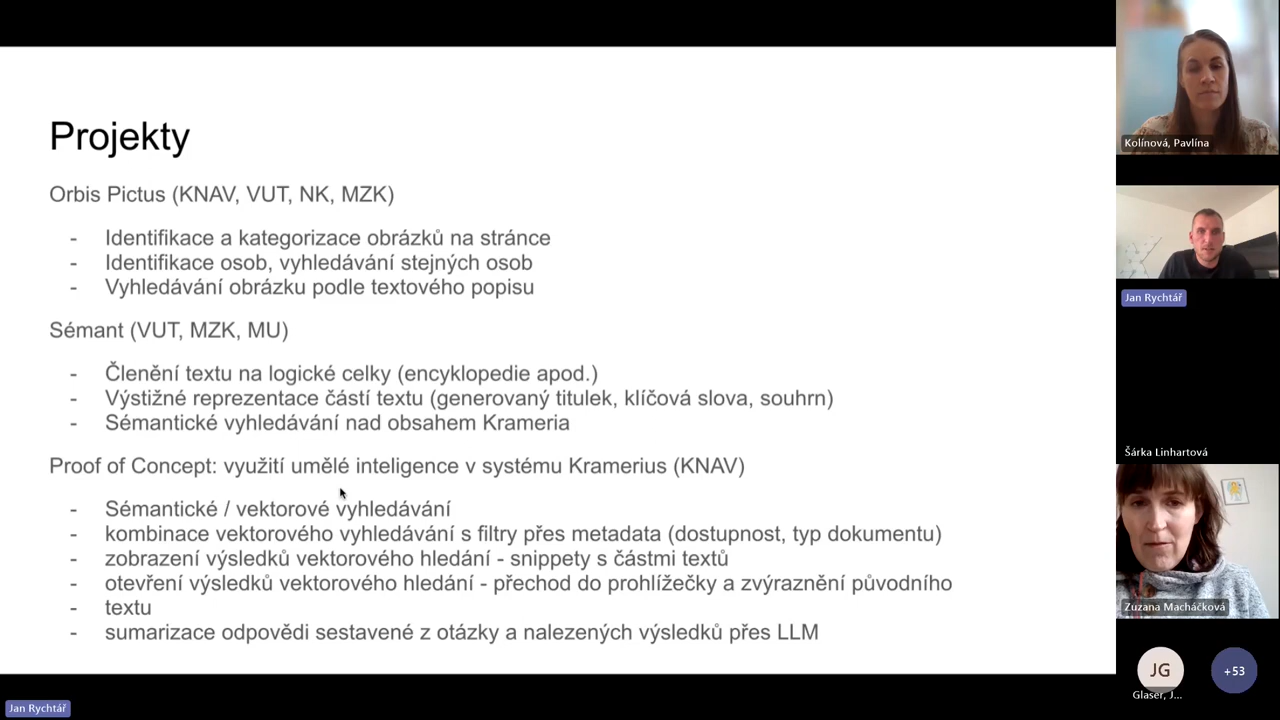 Projekty
Orbis Pictus (KNAV, VUT, NK, MZK)
- Identifikace a kategorizace obrázků na stránce
- Identifikace osob, vyhledávání stejných osob
- Vyhledávání obrázku podle textového popisu
Sémant (VUT, MZK, MU)
- Členění textu na logické celky (encyklopedie apod.)
- Výstižné reprezentace částí textu (generovaný titulek, klíčová slova, souhrn)
- Sémantické vyhledávání nad obsahem Krameria
Proof of Concept: využití umělé inteligence v systému Kramerius (KNAV)
- Sémantické / vektorové vyhledávání
- kombinace vektorového vyhledávání s filtry přes metadata (dostupnost, typ dokumentu)
- zobrazení výsledků vektorového hledání - snippety s částmi textů
- otevření výsledků vektorového hledání - přechod do prohlížečky a zvýraznění původního
- textu
- sumarizace odpovědi sestavené z otázky a nalezených výsledků přes LLM
Jan Rychtář
Kolínová, Pavlína
Jan Rychtář
Šárka Linhartová
Zuzana Macháčková
JG
+53
Glaser, J...